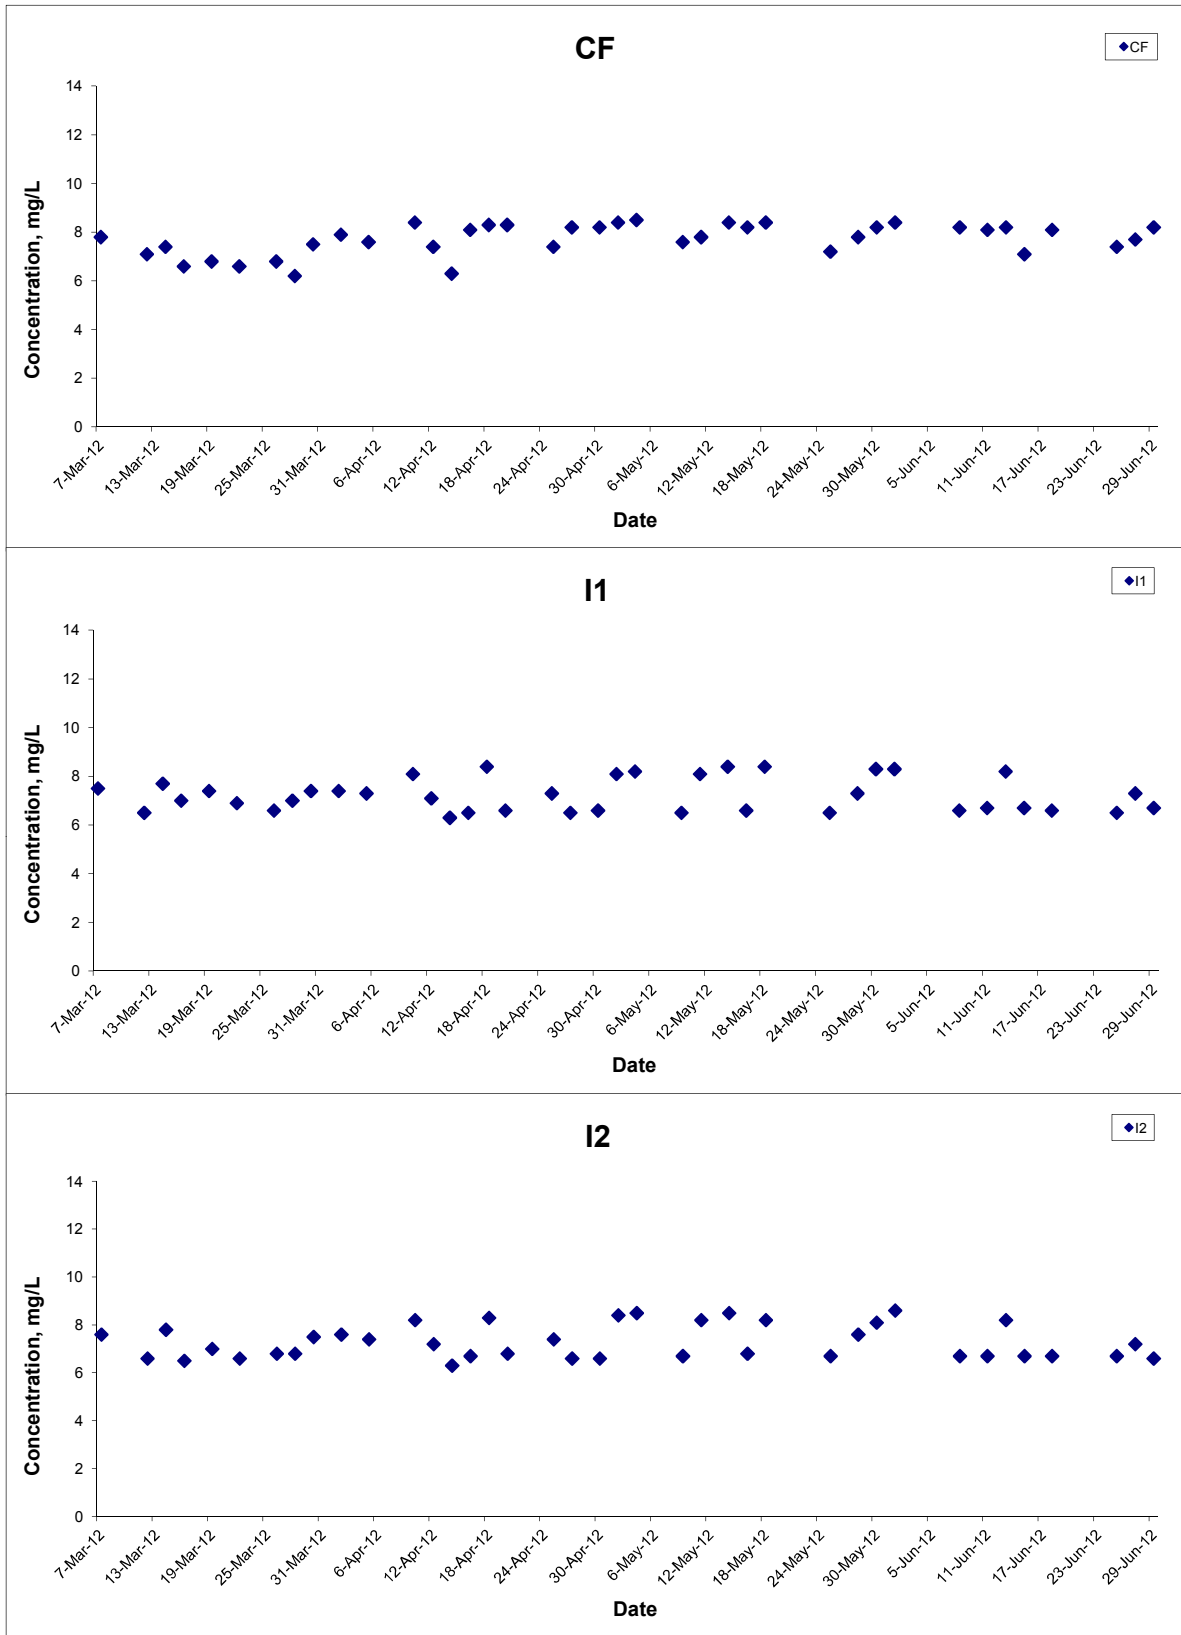 CF
CF
14
12
10
8
6
4
2
0
Concentration, mg/L
7-Mar-12
13-Mar-12
19-Mar-12
25-Mar-12
31-Mar-12
6-Apr-12
12-Apr-12
18-Apr-12
24-Apr-12
30-Apr-12
6-May-12
12-May-12
18-May-12
24-May-12
30-May-12
5-Jun-12
11-Jun-12
17-Jun-12
23-Jun-12
29-Jun-12
Date
I1
I1
14
12
10
8
6
4
2
0
Concentration, mg/L
7-Mar-12
13-Mar-12
19-Mar-12
25-Mar-12
31-Mar-12
6-Apr-12
12-Apr-12
18-Apr-12
24-Apr-12
30-Apr-12
6-May-12
12-May-12
18-May-12
24-May-12
30-May-12
5-Jun-12
11-Jun-12
17-Jun-12
23-Jun-12
29-Jun-12
Date
I2
I2
14
12
10
8
6
4
2
0
Concentration, mg/L
7-Mar-12
13-Mar-12
19-Mar-12
25-Mar-12
31-Mar-12
6-Apr-12
12-Apr-12
18-Apr-12
24-Apr-12
30-Apr-12
6-May-12
12-May-12
18-May-12
24-May-12
30-May-12
5-Jun-12
11-Jun-12
17-Jun-12
23-Jun-12
29-Jun-12
Date